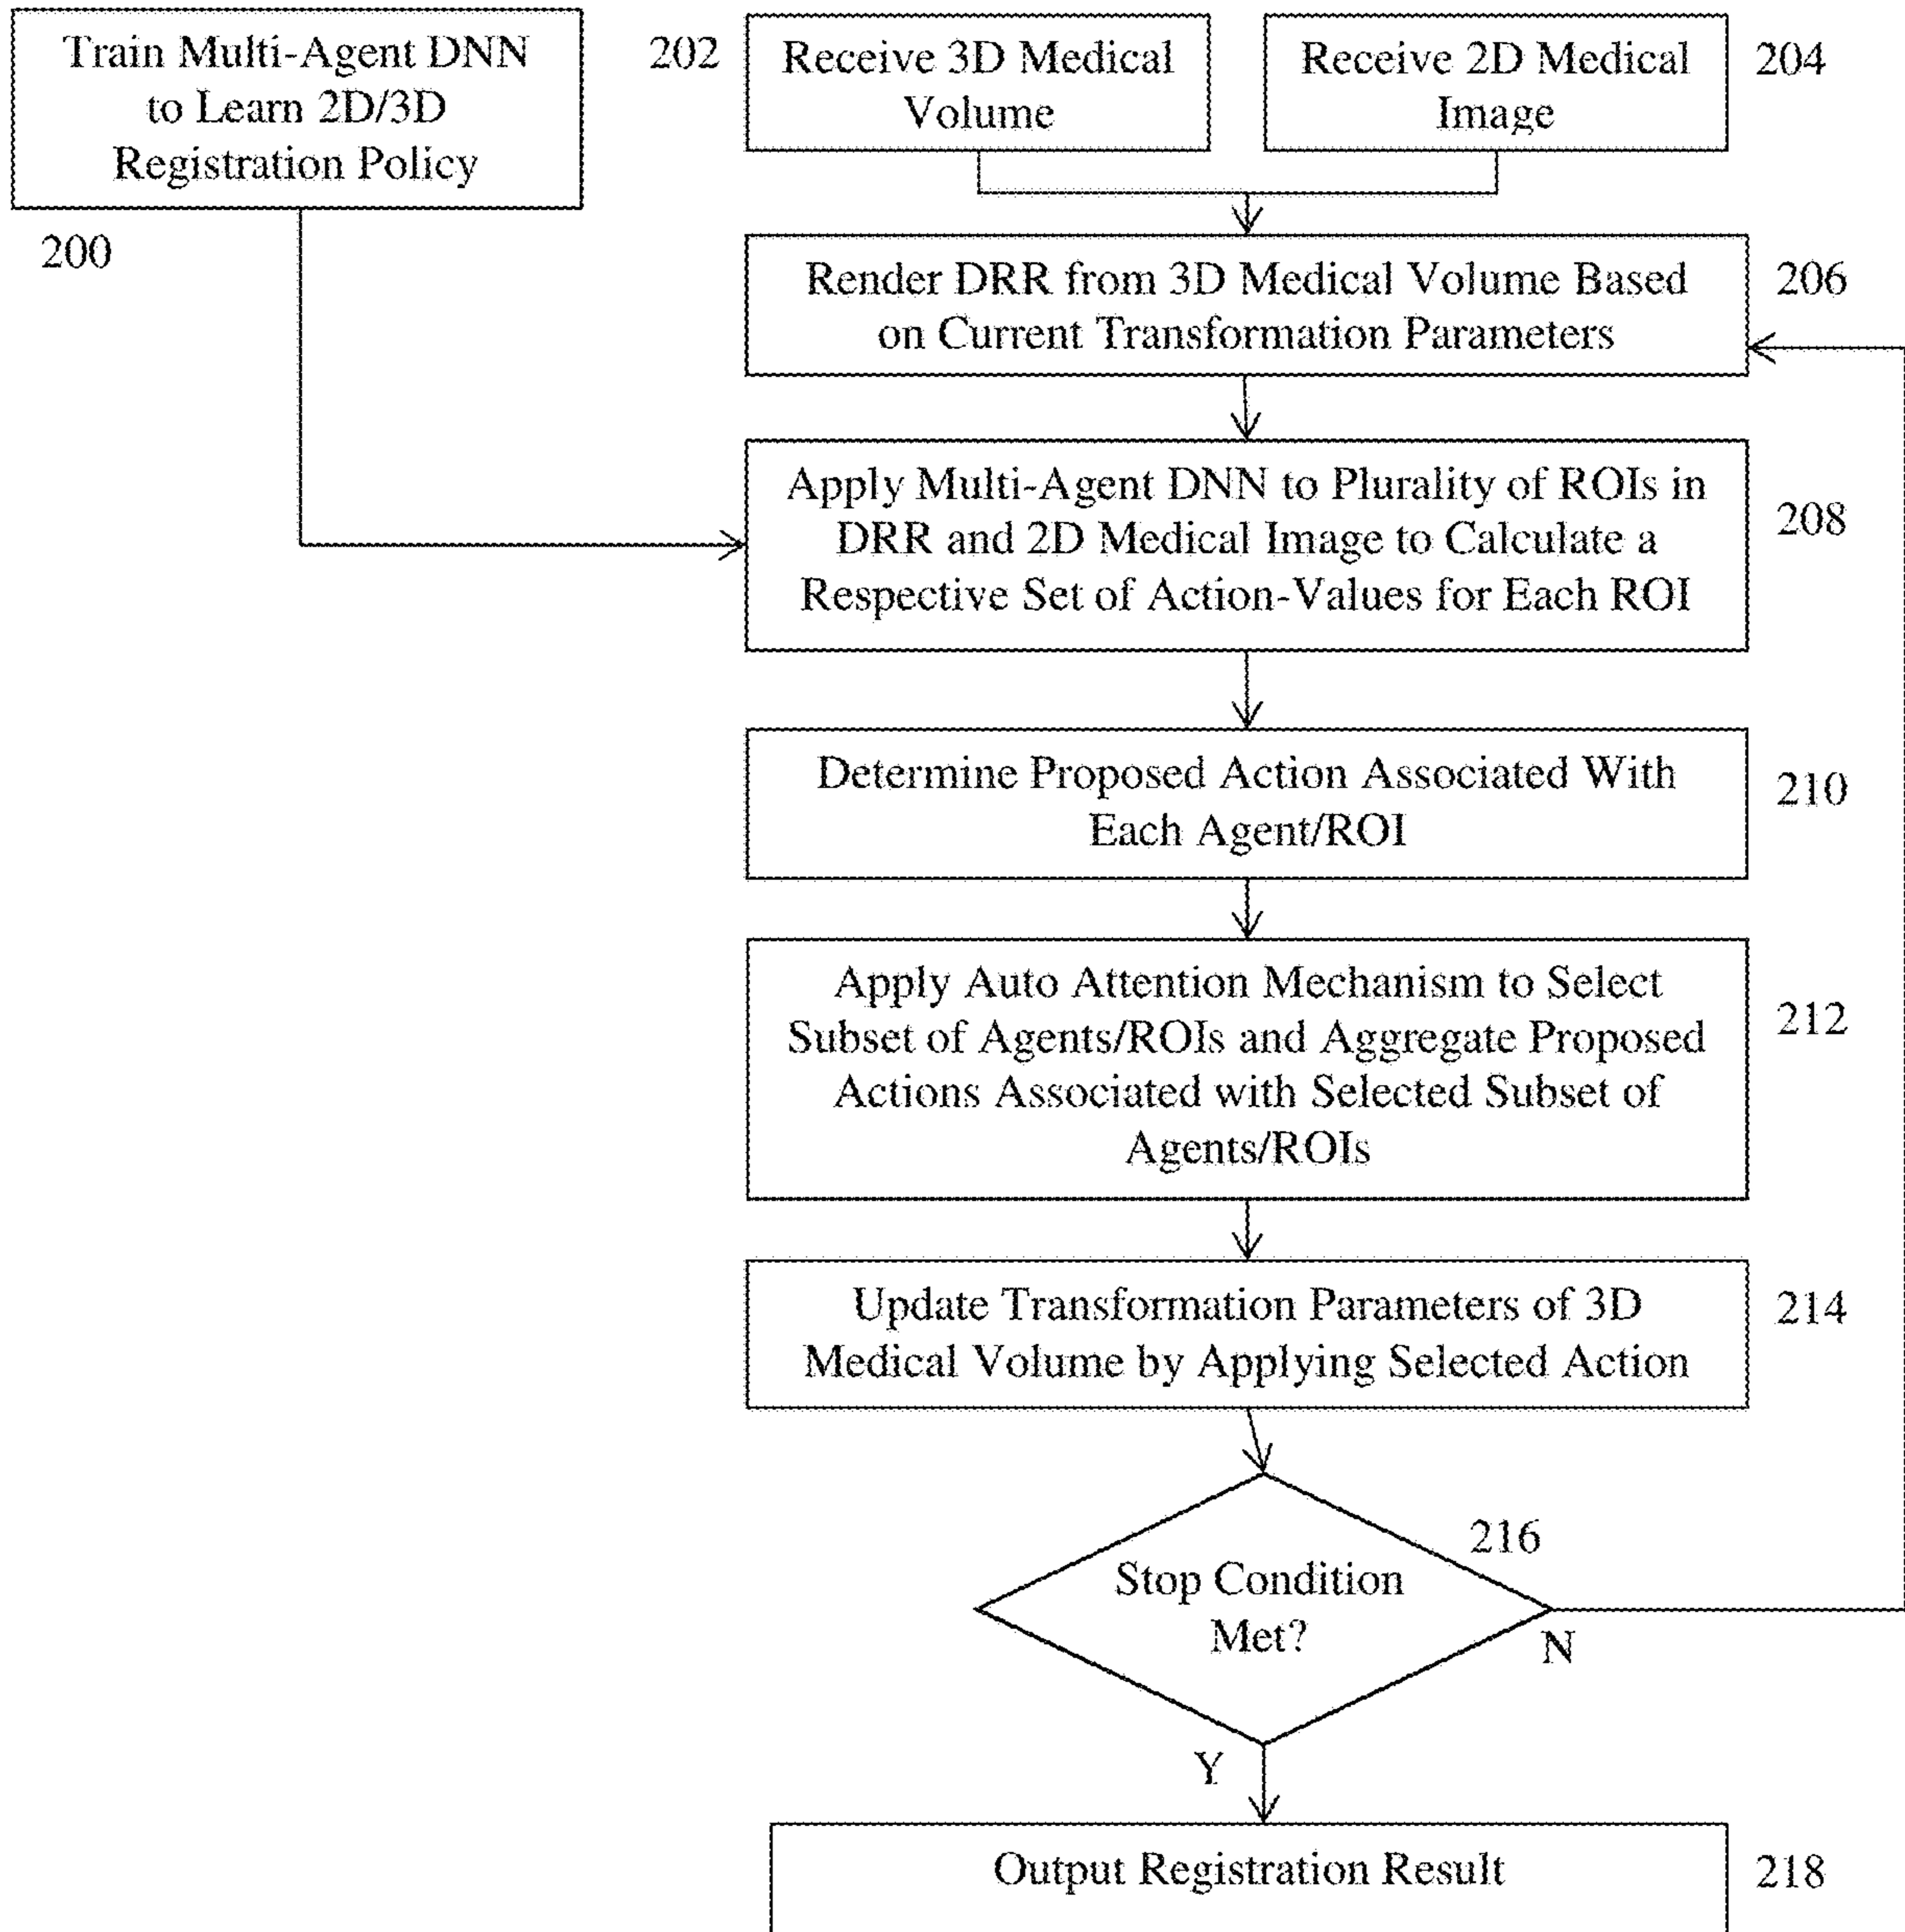 Train Multi-Agent DNN
to Learn 2D/3D
Registration Policy
200
202
Receive 3D Medical
Volume
Receive 2D Medical
Image
204
Render DRR from 3D Medical Volume Based
on Current Transformation Parameters
206
Apply Multi-Agent DNN to Plurality of ROIs in
DRR and 2D Medical Image to Calculate a
Respective Set of Action-Values for Each ROI
208
Determine Proposed Action Associated With
Each Agent/ROI
210
Apply Auto Attention Mechanism to Select
Subset of Agents/ROIs and Aggregate Proposed
Actions Associated with Selected Subset of
Agents/ROIs
212
Update Transformation Parameters of 3D
Medical Volume by Applying Selected Action
214
216
Stop Condition
Met?
N
Y
Output Registration Result
218